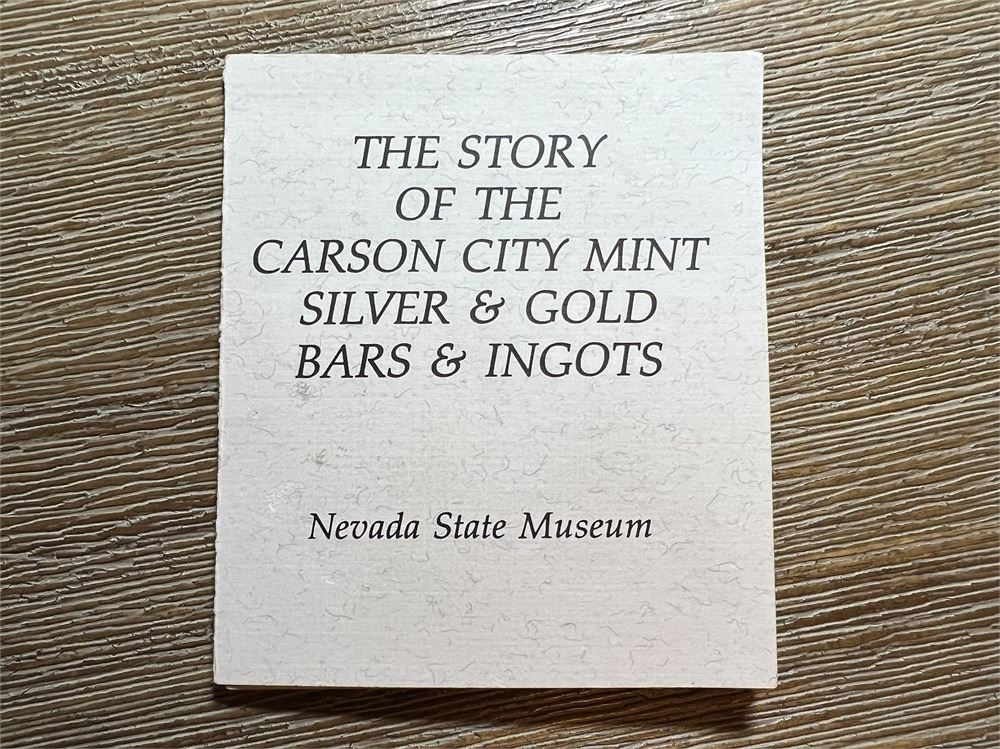 THE STORY
OF THE
CARSON CITY MINT
SILVER & GOLD
BARS & INGOTS
Nevada State Museum